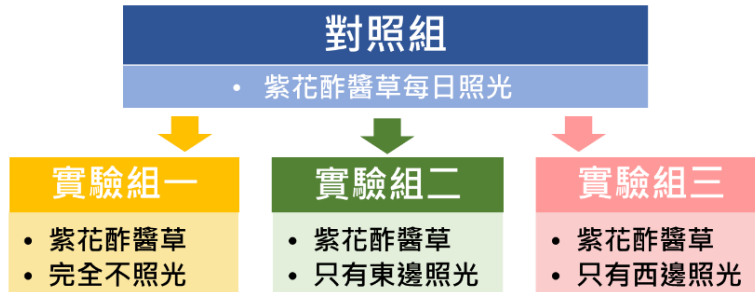 對照組
• 紫花酢醬草每日照光
實驗組一
• 紫花酢醬草
• 完全不照光
實驗組二
• 紫花酢醬草
• 只有東邊照光
實驗組三
• 紫花酢醬草
• 只有西邊照光